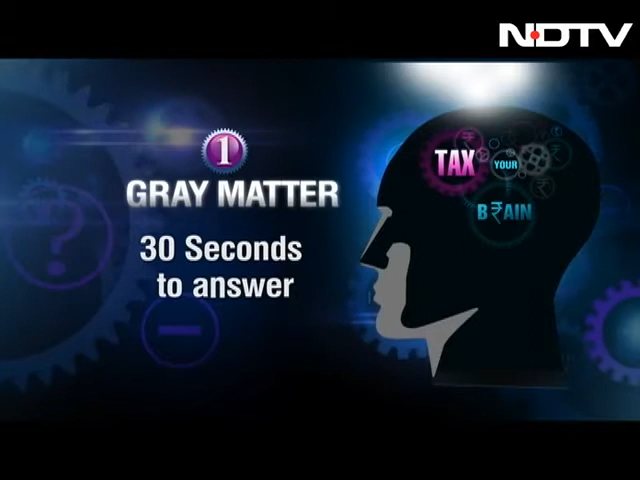 NDTV
1
GRAY MATTER
30 Seconds
to answer
TAX YOUR
B₹AIN